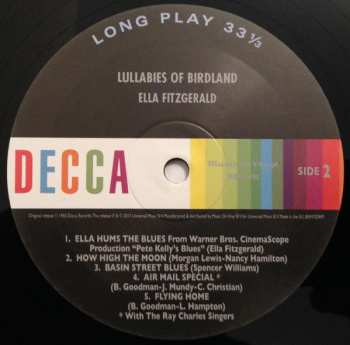 LONG PLAY 33 1/3
LULLABIES OF BIRDLAND
ELLA FITZGERALD
DECCA
SIDE 2
1. ELLA HUMS THE BLUES From Warner Bros. CinemaScope
Production "Pete Kelly's Blues" (Ella Fitzgerald)
2. HOW HIGH THE MOON (Morgan Lewis-Nancy Hamilton)
3. BASIN STREET BLUES (Spencer Williams)
4. AIR MAIL SPECIAL *
(B. Goodman-J. Mundy-C. Christian)
5. FLYING HOME
(B. Goodman-L. Hampton)
* With The Ray Charles Singers